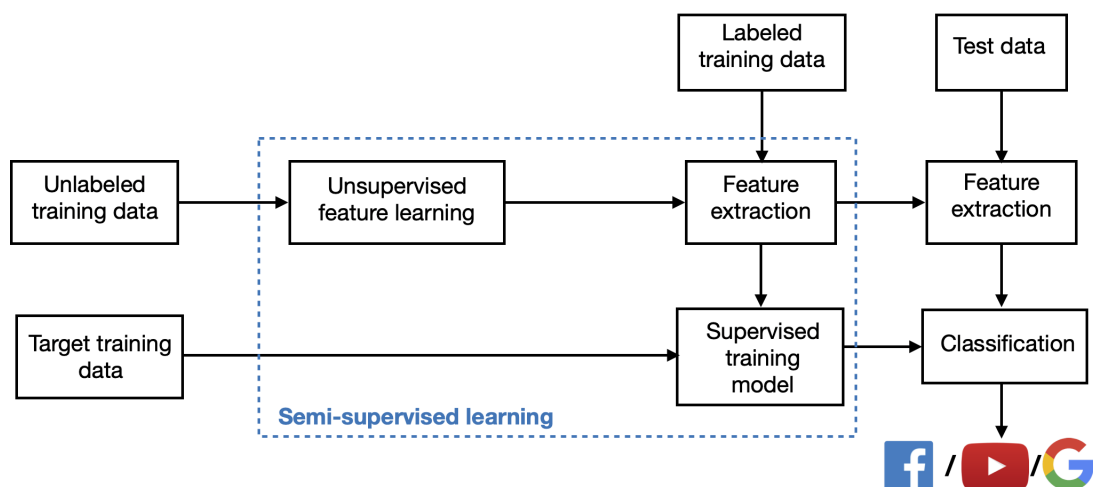 Labeled
training data
Test data
Unlabeled
training data
Unsupervised
feature learning
Feature
extraction
Feature
extraction
Target training
data
Supervised
training
model
Classification
Semi-supervised learning
f / / G